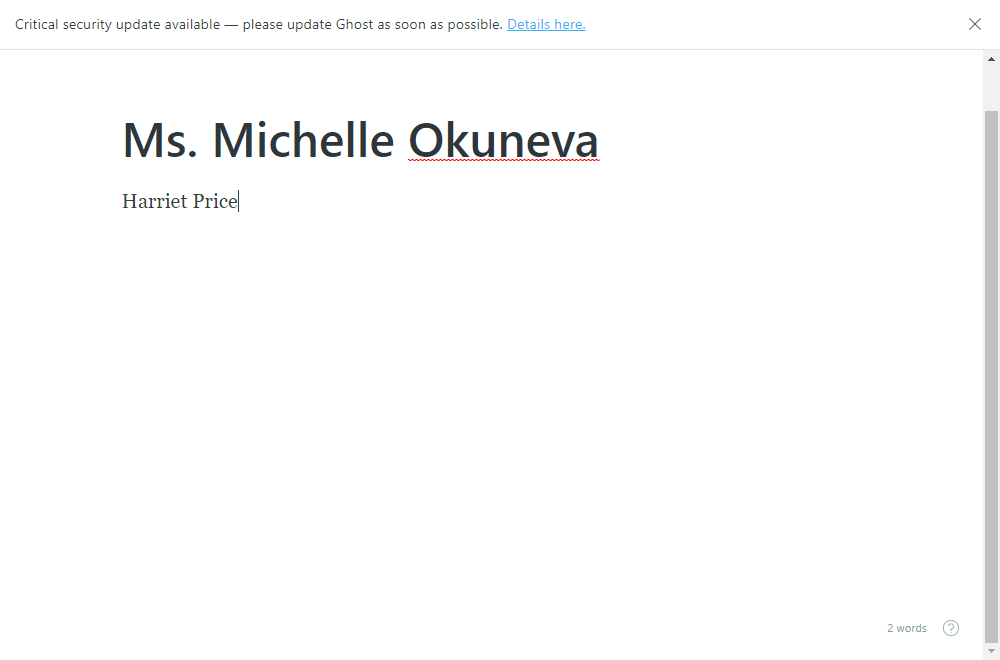 Critical security update available — please update Ghost as soon as possible. Details here.
Ms. Michelle Okuneva
Harriet Price
2 words
?